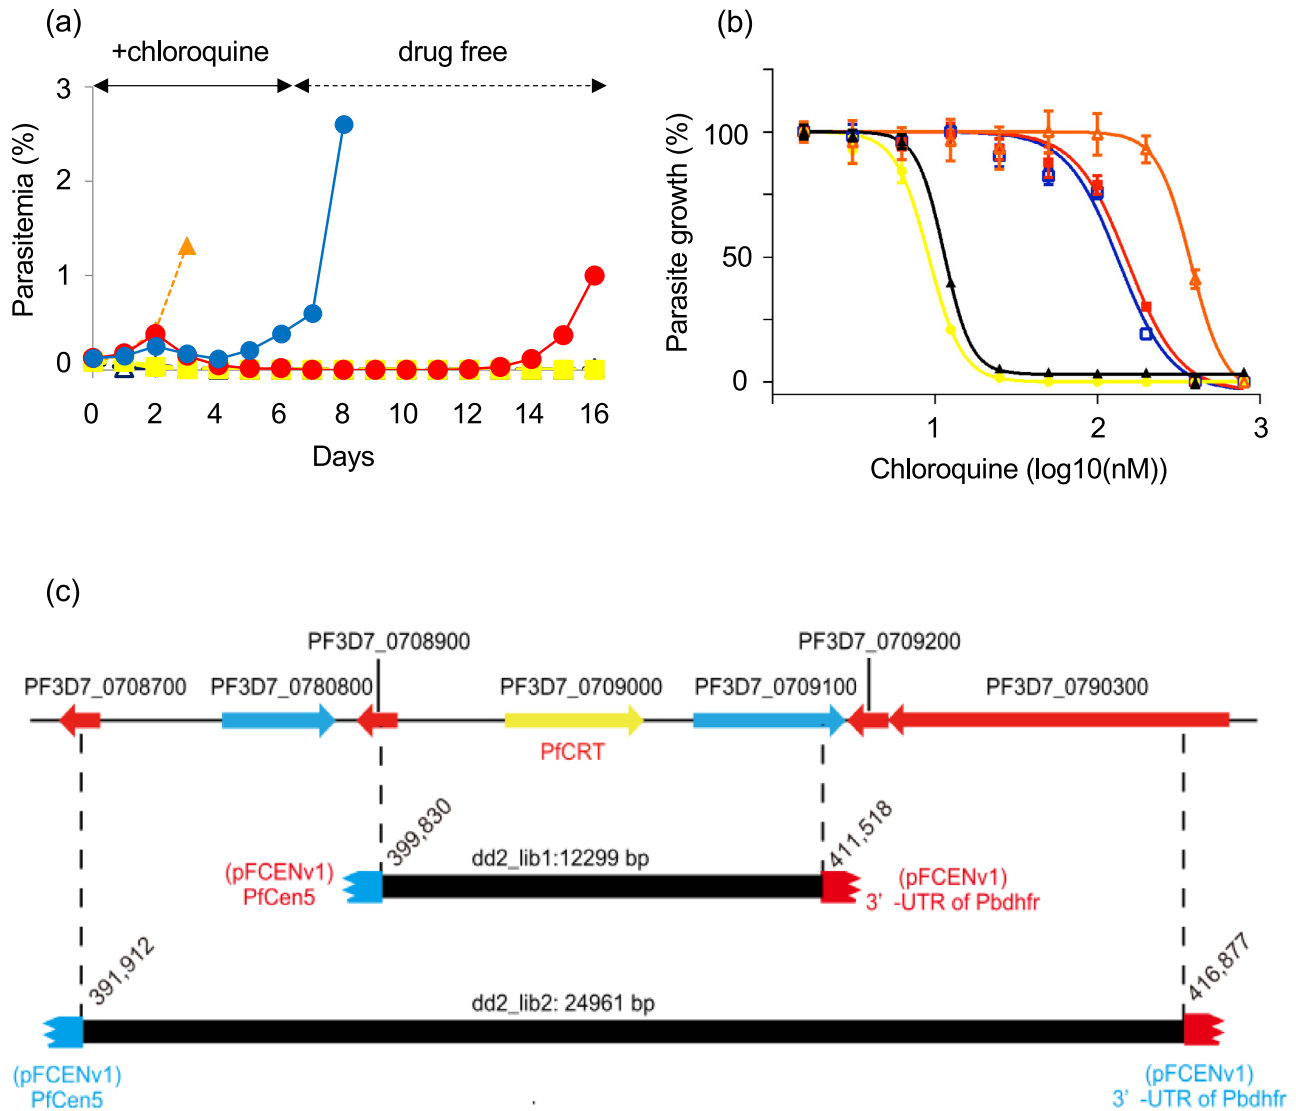 (a)
+chloroquine
drug free
3
2
1
0
Parasitemia (%)
0 2 4 6 8 10 12 14 16
Days
(b)
100
50
0
Parasite growth (%)
1 2 3
Chloroquine (log10(nM))
(c)
PF3D7_0708900
PF3D7_0709200
PF3D7_0708700
PF3D7_0780800
PF3D7_0709000
PF3D7_0709100
PF3D7_0790300
PfCRT
399,830
411,518
dd2_lib1:12299 bp
(pFCENv1)
PfCen5
(pFCENv1)
3' -UTR of Pbdhfr
391,912
416,877
dd2_lib2: 24961 bp
(pFCENv1)
PfCen5
(pFCENv1)
3' -UTR of Pbdhfr